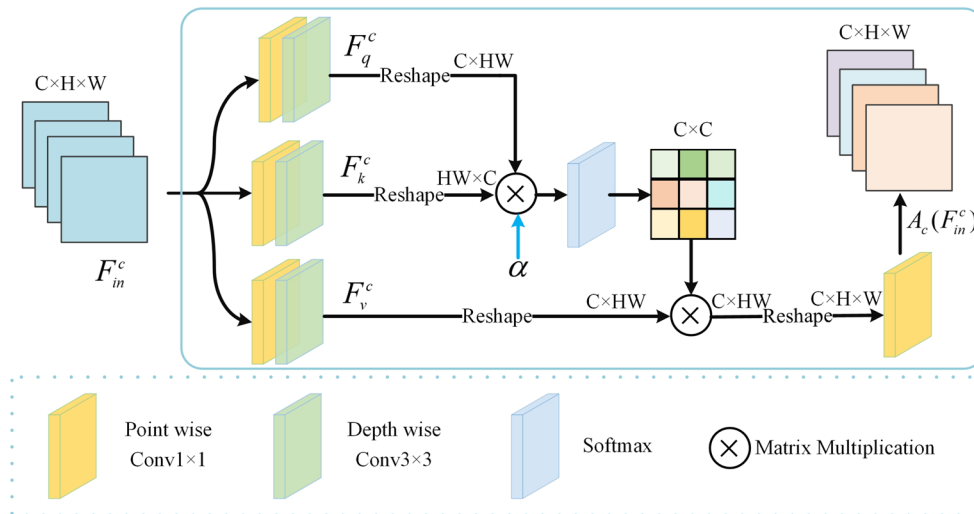 C×H×W
F_in^c
F_q^c
Reshape
C×HW
F_k^c
Reshape
HW×C
α
C×C
F_v^c
Reshape
C×HW
C×HW
Reshape
C×H×W
A_c(F_in^c)
C×H×W
Point wise
Conv1×1
Depth wise
Conv3×3
Softmax
Matrix Multiplication